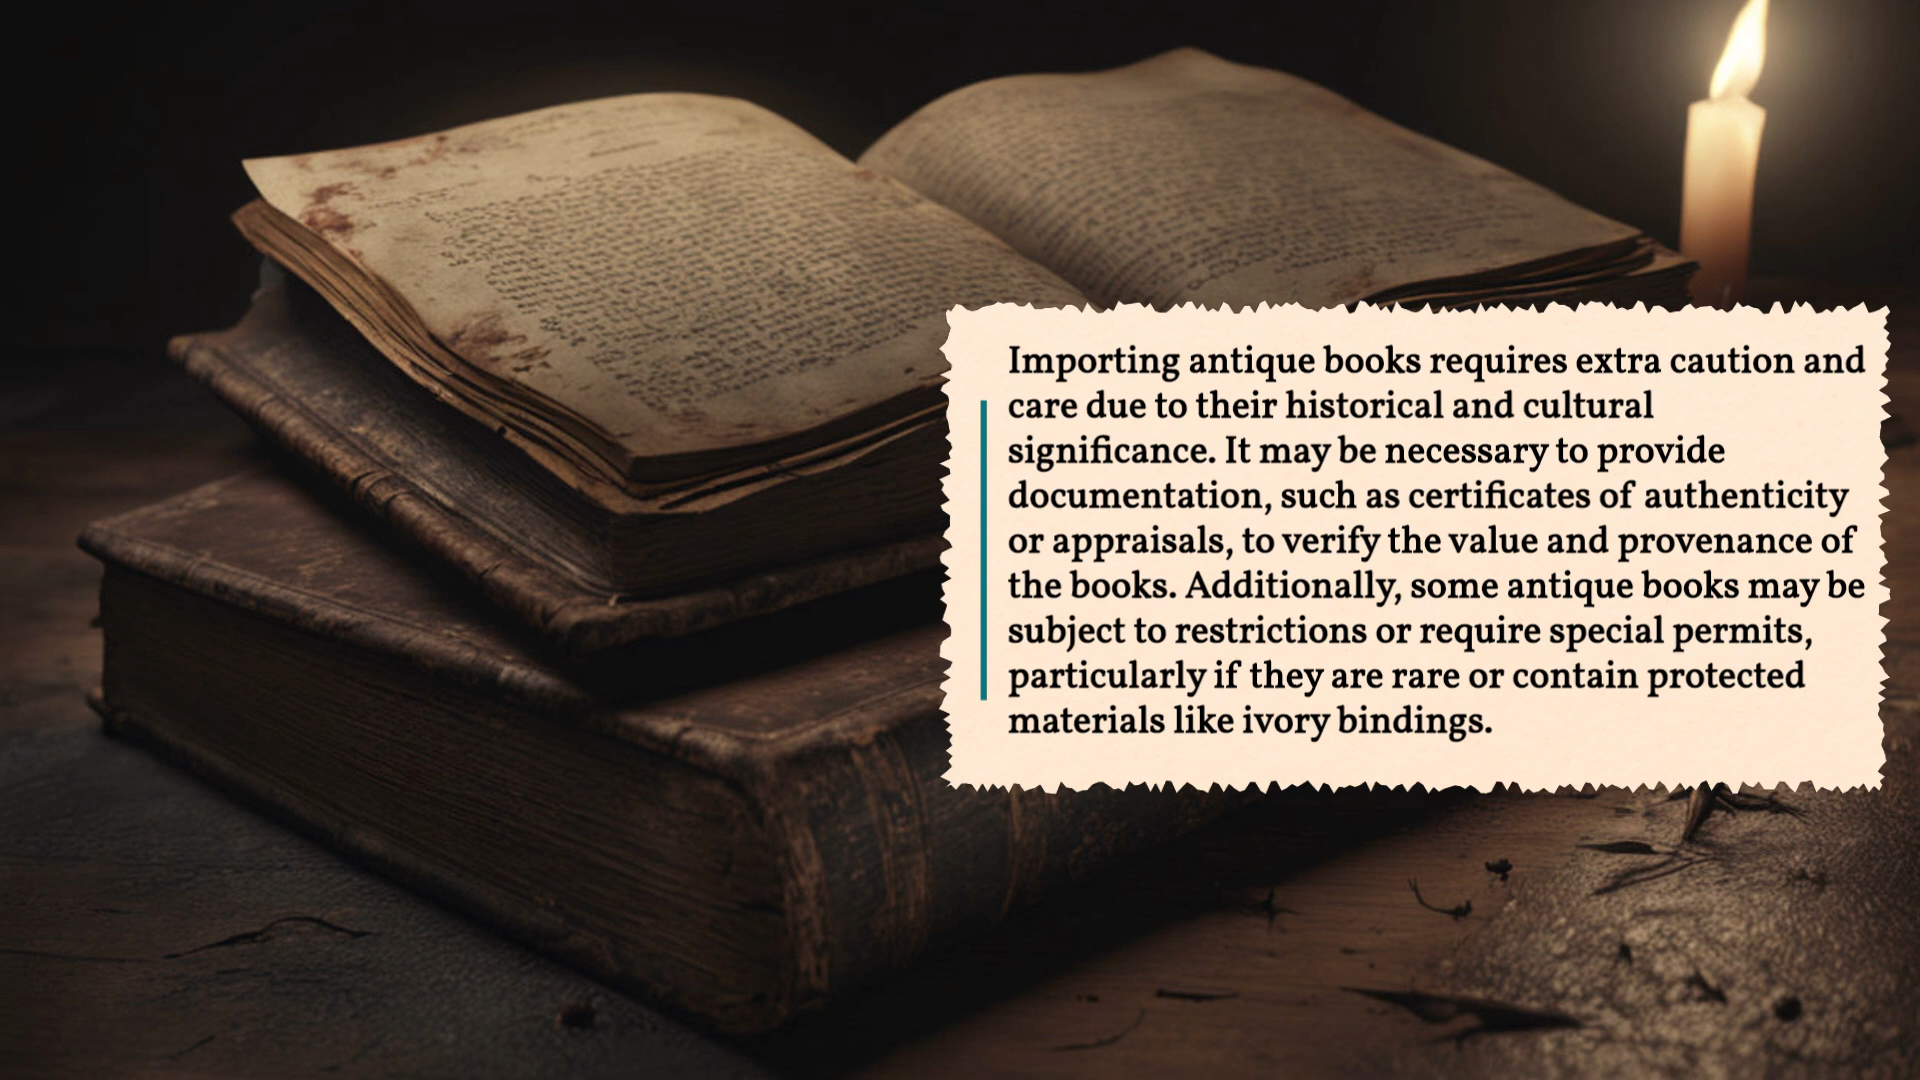 Importing antique books requires extra caution and
care due to their historical and cultural
significance. It may be necessary to provide
documentation, such as certificates of authenticity
or appraisals, to verify the value and provenance of
the books. Additionally, some antique books may be
subject to restrictions or require special permits,
particularly if they are rare or contain protected
materials like ivory bindings.